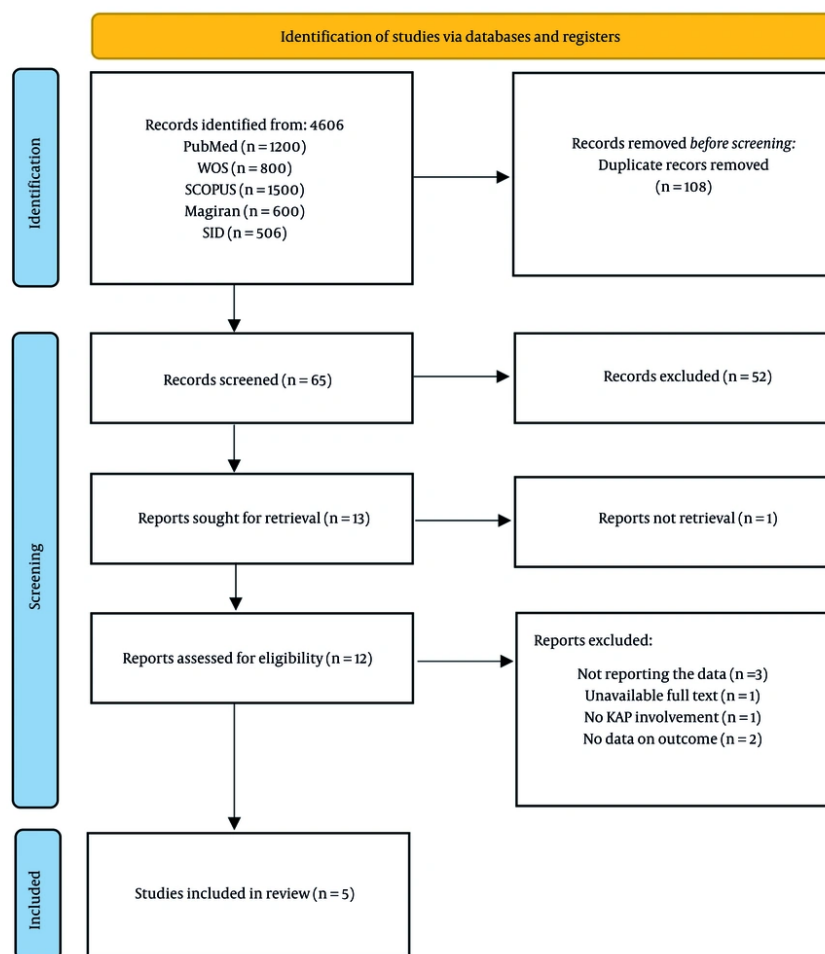 Identification of studies via databases and registers
Identification
Records identified from: 4606
PubMed (n = 1200)
WOS (n = 800)
SCOPUS (n = 1500)
Magiran (n = 600)
SID (n = 506)
Records removed before screening:
Duplicate recors removed
(n = 108)
Screening
Records screened (n = 65)
Records excluded (n = 52)
Reports sought for retrieval (n = 13)
Reports not retrieval (n = 1)
Reports assessed for eligibility (n = 12)
Reports excluded:
Not reporting the data (n =3)
Unavailable full text (n = 1)
No KAP involvement (n = 1)
No data on outcome (n = 2)
Included
Studies included in review (n = 5)